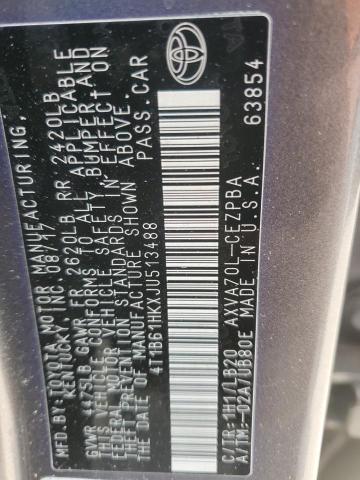 MFD.BY:TOYOTA MOTOR MANUFACTURING,
KENTUCKY, INC. 08/17
GVWR 4475LB GAWR FR 2620LB RR 2420LB
THIS VEHICLE CONFORMS TO ALL APPLICABLE
FEDERAL MOTOR VEHICLE SAFETY, BUMPER, AND
THEFT PREVENTION STANDARDS IN EFFECT ON
THE DATE OF MANUFACTURE SHOWN ABOVE.
4T1B61HKXJU513488 PASS.CAR
C/TR: 1H1/LB20 AXVA70L-CEZPBA
A/TM:-02A/UB80E MADE IN U.S.A. 63854